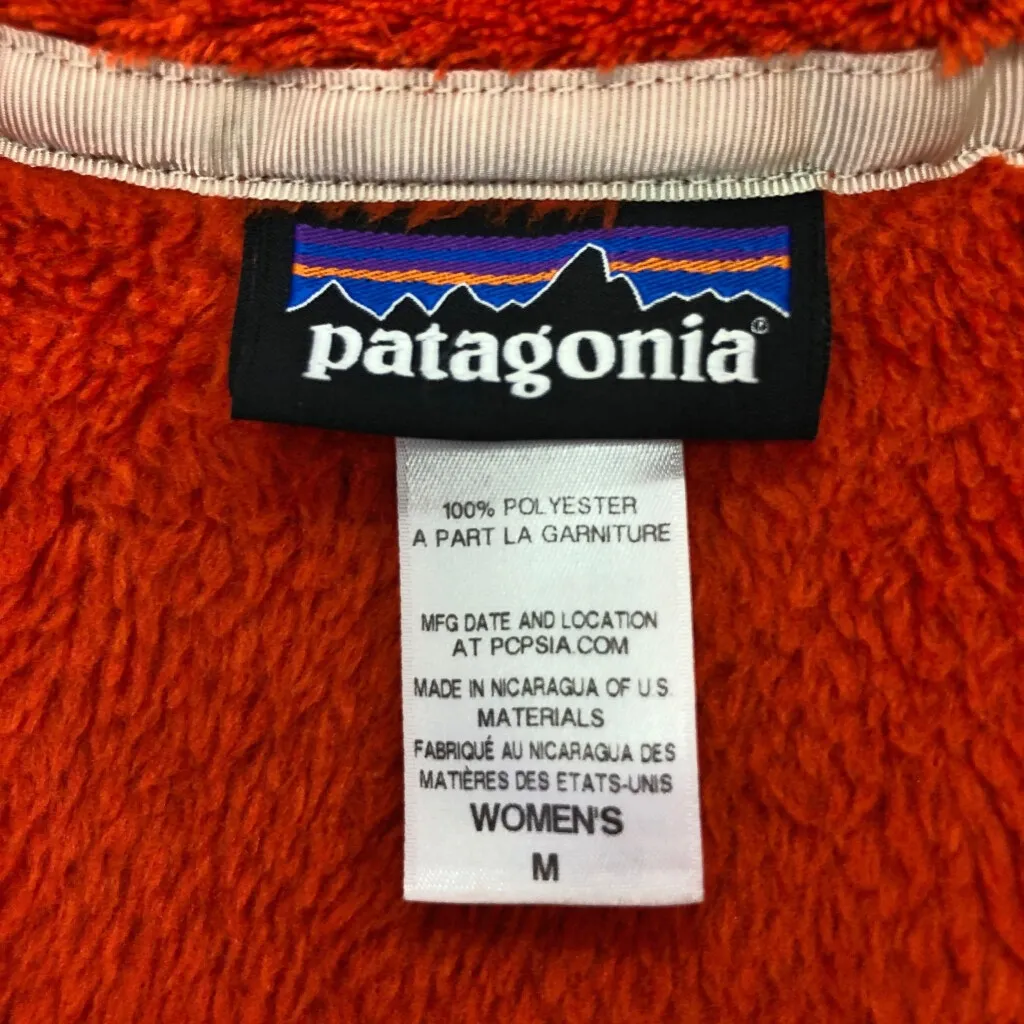 patagonia®
100% POLYESTER
A PART LA GARNITURE
MFG DATE AND LOCATION
AT PCPSIA.COM
MADE IN NICARAGUA OF U.S.
MATERIALS
FABRIQUÉ AU NICARAGUA DES
MATIÈRES DES ETATS-UNIS
WOMEN'S
M